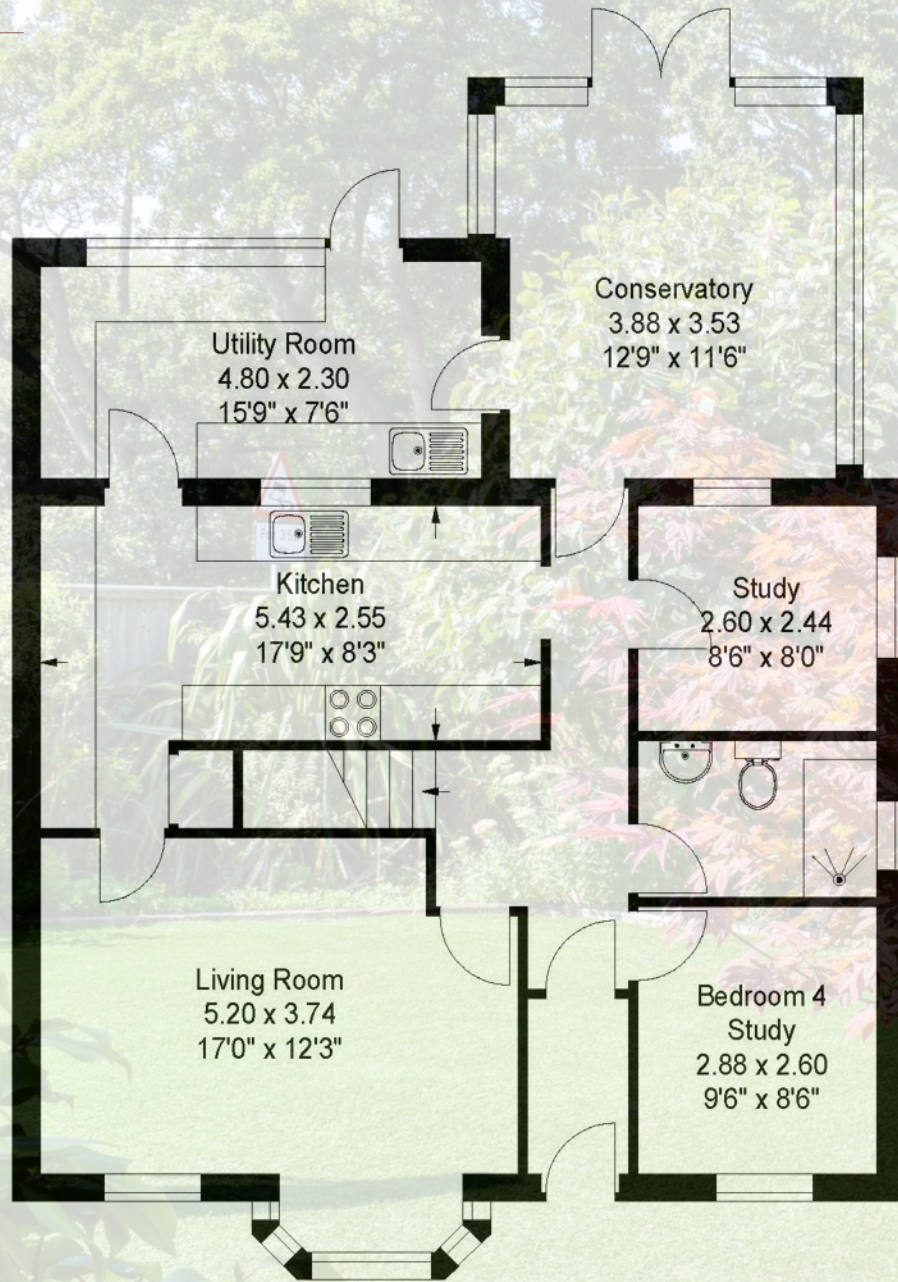 Conservatory
3.88 x 3.53
12'9" x 11'6"
Utility Room
4.80 x 2.30
15'9" x 7'6"
Kitchen
5.43 x 2.55
17'9" x 8'3"
Study
2.60 x 2.44
8'6" x 8'0"
Living Room
5.20 x 3.74
17'0" x 12'3"
Bedroom 4
Study
2.88 x 2.60
9'6" x 8'6"